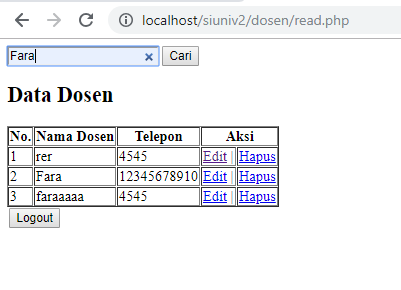 localhost/siuniv2/dosen/read.php
Fara Cari
Data Dosen
No. Nama Dosen Telepon Aksi
1 rer 4545 Edit | Hapus
2 Fara 12345678910 Edit | Hapus
3 faraaaaa 4545 Edit | Hapus
Logout